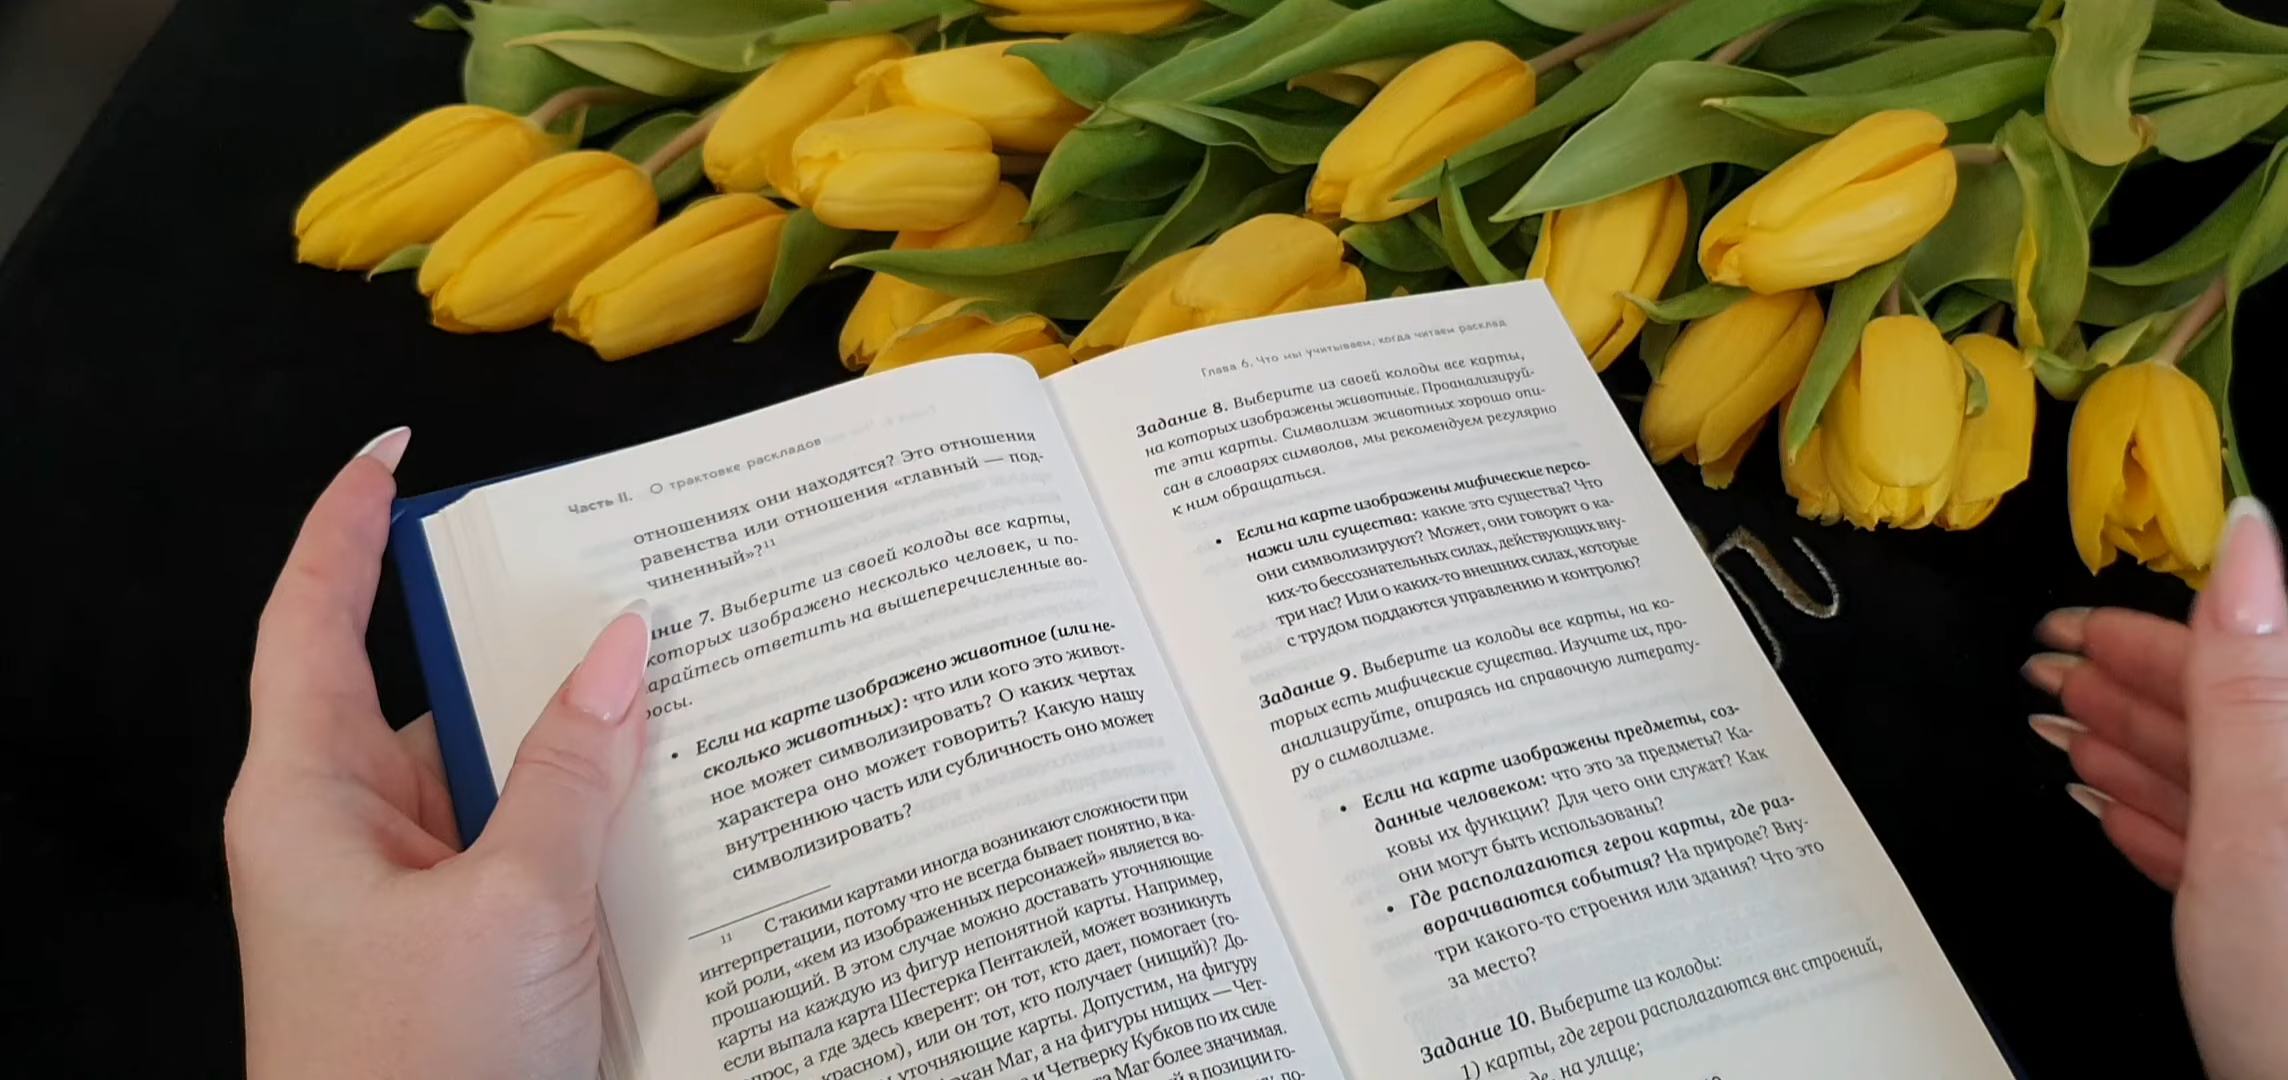 Часть II. О трактовке раскладов
отношениях они находятся? Это отношения
равенства или отношения «главный — под-
чиненный»?¹¹
7. Выберите из своей колоды все карты,
которых изображено несколько человек, и по-
арайтесь ответить на вышеперечисленные во-
росы.
• Если на карте изображено животное (или не-
сколько животных): что или кого это живот-
ное может символизировать? О каких чертах
характера оно может говорить? Какую нашу
внутреннюю часть или субличность оно может
символизировать?
11 С такими картами иногда возникают сложности при
интерпретации, потому что не всегда бывает понятно, в ка-
кой роли, «кем из изображенных персонажей» является во-
прошающий. В этом случае можно доставать уточняющие
карты на каждую из фигур непонятной карты. Например,
если выпала карта Шестерка Пентаклей, может возникнуть
прос, а где здесь кверент: он тот, кто дает, помогает (го-
красном), или он тот, кто получает (нищий)? До-
уточняющие карты. Допустим, на фигуру
Маг, а на фигуры нищих — Чет-
и Четверку Кубков по их силе
Маг более значимая.
в позиции го-
по-
Глава 6. Что мы учитываем, когда читаем расклад
Задание 8. Выберите из своей колоды все карты,
на которых изображены животные. Проанализируй-
те эти карты. Символизм животных хорошо опи-
сан в словарях символов, мы рекомендуем регулярно
к ним обращаться.
• Если на карте изображены мифические персо-
нажи или существа: какие это существа? Что
они символизируют? Может, они говорят о ка-
ких-то бессознательных силах, действующих вну-
три нас? Или о каких-то внешних силах, которые
с трудом поддаются управлению и контролю?
Задание 9. Выберите из колоды все карты, на ко-
торых есть мифические существа. Изучите их, про-
анализируйте, опираясь на справочную литерату-
ру о символизме.
• Если на карте изображены предметы, соз-
данные человеком: что это за предметы? Ка-
ковы их функции? Для чего они служат? Как
они могут быть использованы?
• Где располагаются герои карты, где раз-
ворачиваются события? На природе? Вну-
три какого-то строения или здания? Что это
за место?
Задание 10. Выберите из колоды:
1) карты, где герои располагаются вне строений,
на улице;